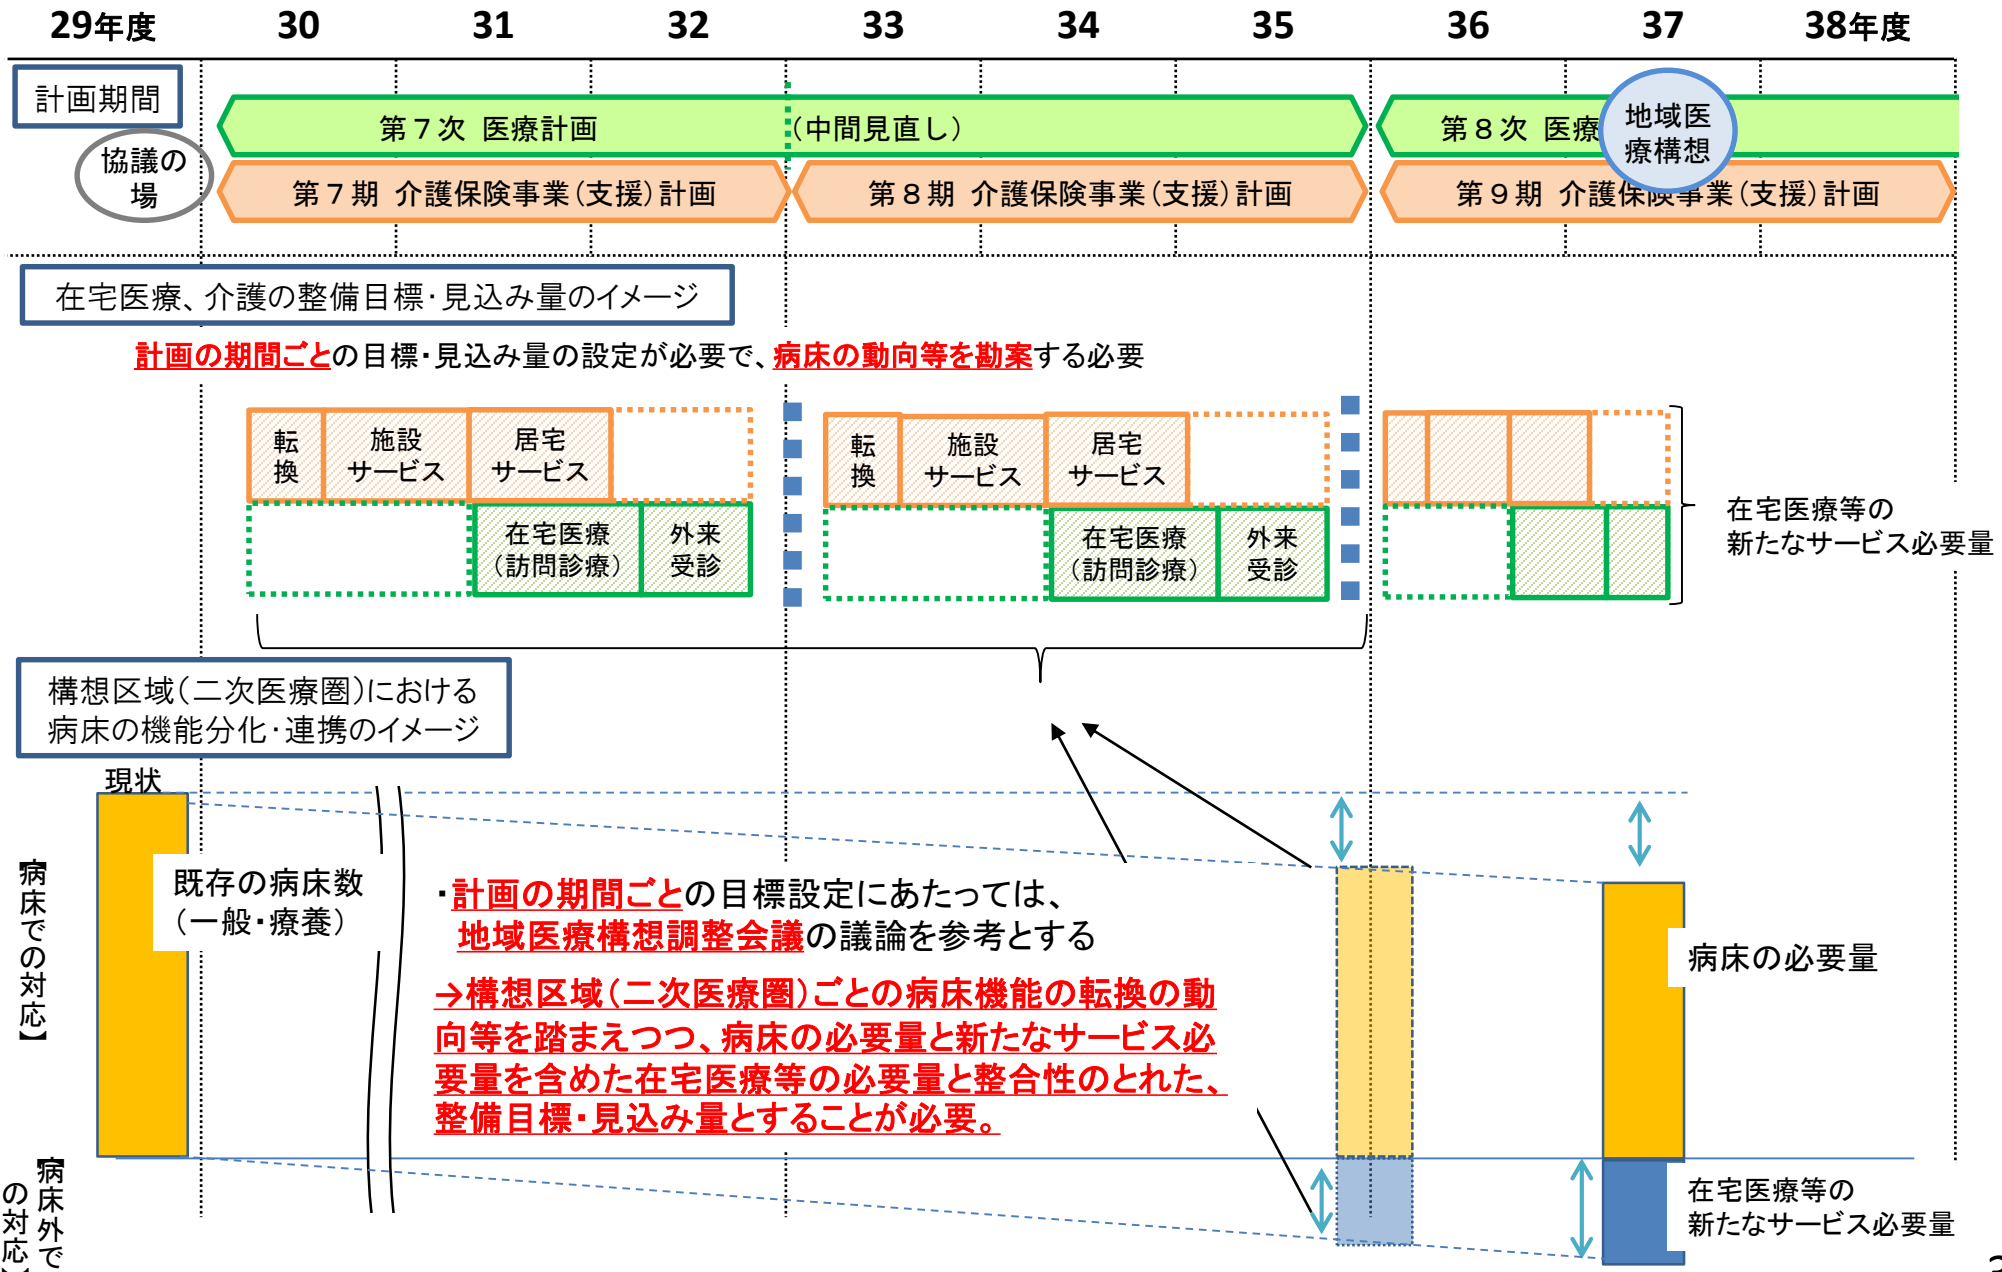 29年度 30 31 32 33 34 35 36 37 38年度
計画期間
協議の
場
第７次 医療計画 （中間見直し）
第８次 医療
地域医
療構想
第７期 介護保険事業（支援）計画
第８期 介護保険事業（支援）計画
第９期 介護保険事業（支援）計画
在宅医療、介護の整備目標・見込み量のイメージ
計画の期間ごとの目標・見込み量の設定が必要で、病床の動向等を勘案する必要
転
換
施設
サービス
居宅
サービス
在宅医療
（訪問診療）
外来
受診
転
換
施設
サービス
居宅
サービス
在宅医療
（訪問診療）
外来
受診
在宅医療等の
新たなサービス必要量
構想区域（二次医療圏）における
病床の機能分化・連携のイメージ
現状
【病床での対応】
既存の病床数
（一般・療養）
・計画の期間ごとの目標設定にあたっては、
地域医療構想調整会議の議論を参考とする
→構想区域（二次医療圏）ごとの病床機能の転換の動
向等を踏まえつつ、病床の必要量と新たなサービス必
要量を含めた在宅医療等の必要量と整合性のとれた、
整備目標・見込み量とすることが必要。
病床の必要量
【病床外で
の対応】
在宅医療等の
新たなサービス必要量